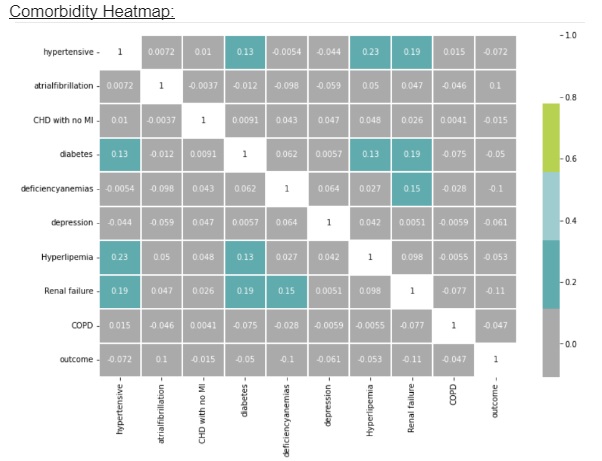 Comorbidity Heatmap:
hypertensive - 1 0.0072 0.01 0.13 -0.0054 -0.044 0.23 0.19 0.015 -0.072
atrialfibrillation - 0.0072 1 -0.0037 -0.012 -0.098 -0.059 0.05 0.047 -0.046 0.1
CHD with no MI - 0.01 -0.0037 1 0.0091 0.043 0.047 0.048 0.026 0.0041 -0.015
diabetes - 0.13 -0.012 0.0091 1 0.062 0.0057 0.13 0.19 -0.075 -0.05
deficiencyanemias - -0.0054 -0.098 0.043 0.062 1 0.064 0.027 0.15 -0.028 -0.1
depression - -0.044 -0.059 0.047 0.0057 0.064 1 0.042 0.0051 -0.0059 -0.061
Hyperlipemia - 0.23 0.05 0.048 0.13 0.027 0.042 1 0.098 -0.0055 -0.053
Renal failure - 0.19 0.047 0.026 0.19 0.15 0.0051 0.098 1 -0.077 -0.11
COPD - 0.015 -0.046 0.0041 -0.075 -0.028 -0.0059 -0.0055 -0.077 1 -0.047
outcome - -0.072 0.1 -0.015 -0.05 -0.1 -0.061 -0.053 -0.11 -0.047 1
hypertensive -
atrialfibrillation -
CHD with no MI -
diabetes -
deficiencyanemias -
depression -
Hyperlipemia -
Renal failure -
COPD -
outcome -
- 1.0
- 0.8
- 0.6
- 0.4
- 0.2
- 0.0